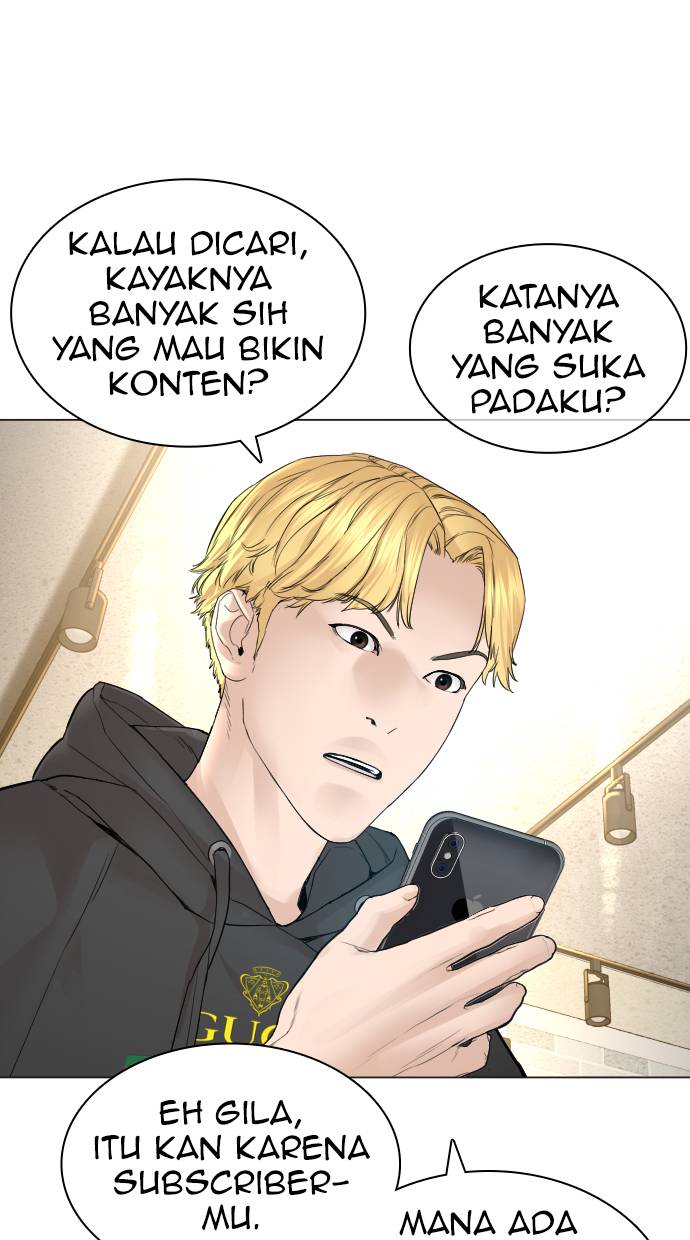 KALAU DICARI,
KAYAKNYA
BANYAK SIH
YANG MAU BIKIN
KONTEN?
KATANYA
BANYAK
YANG SUKA
PADAKU?
GUC
EH GILA,
ITU KAN KARENA
SUBSCRIBER-
MU.
MANA ADA